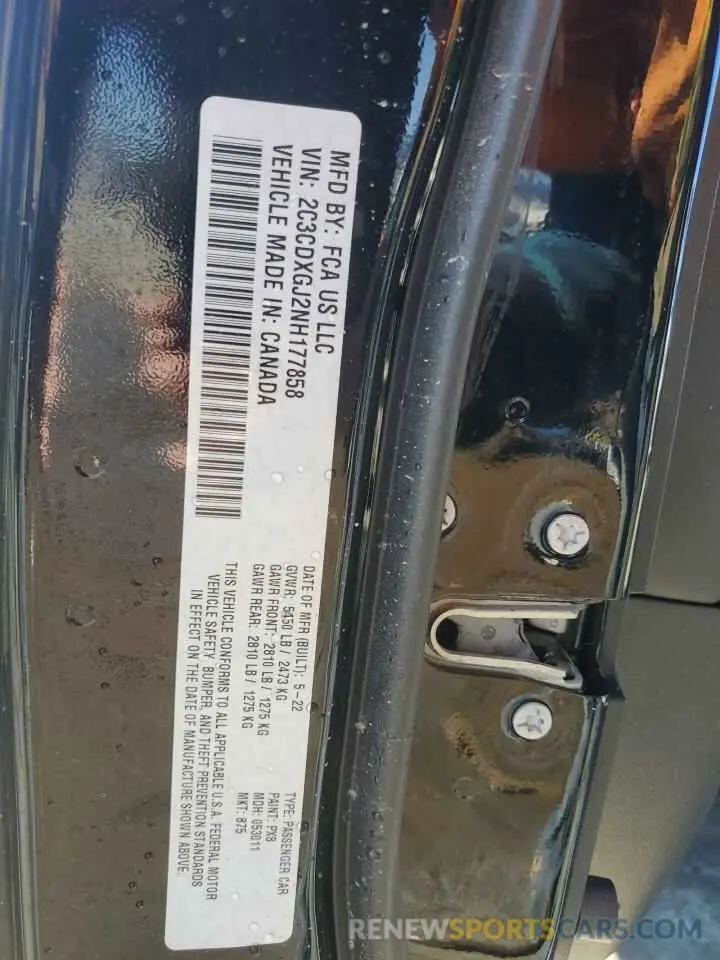 MFD BY: FCA US LLC
VIN: 2C3CDXGJ2NH177858
VEHICLE MADE IN: CANADA
DATE OF MFR (BUILT): 5-22
GVWR: 5450 LB / 2473 KG
GAWR FRONT: 2810 LB / 1275 KG
GAWR REAR: 2810 LB / 1275 KG
THIS VEHICLE CONFORMS TO ALL APPLICABLE U.S.A. FEDERAL MOTOR
VEHICLE SAFETY, BUMPER, AND THEFT PREVENTION STANDARDS
IN EFFECT ON THE DATE OF MANUFACTURE SHOWN ABOVE.
TYPE: PASSENGER CAR
PAINT: PX8
MDH: 053011
MKT: 875
RENEWSPORTSCARS.COM